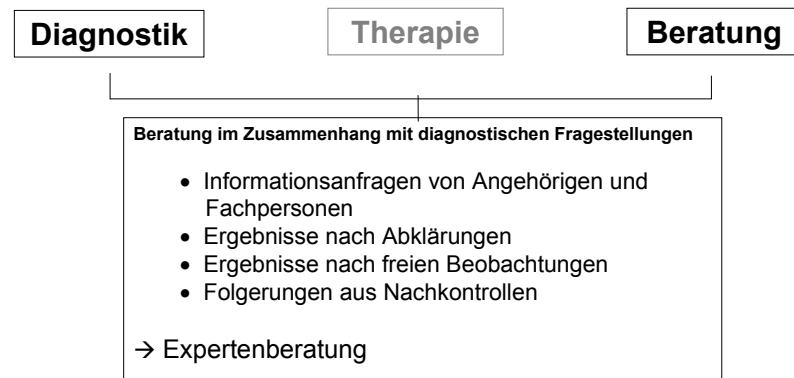 Diagnostik Therapie Beratung
Beratung im Zusammenhang mit diagnostischen Fragestellungen
• Informationsanfragen von Angehörigen und
Fachpersonen
• Ergebnisse nach Abklärungen
• Ergebnisse nach freien Beobachtungen
• Folgerungen aus Nachkontrollen
→ Expertenberatung